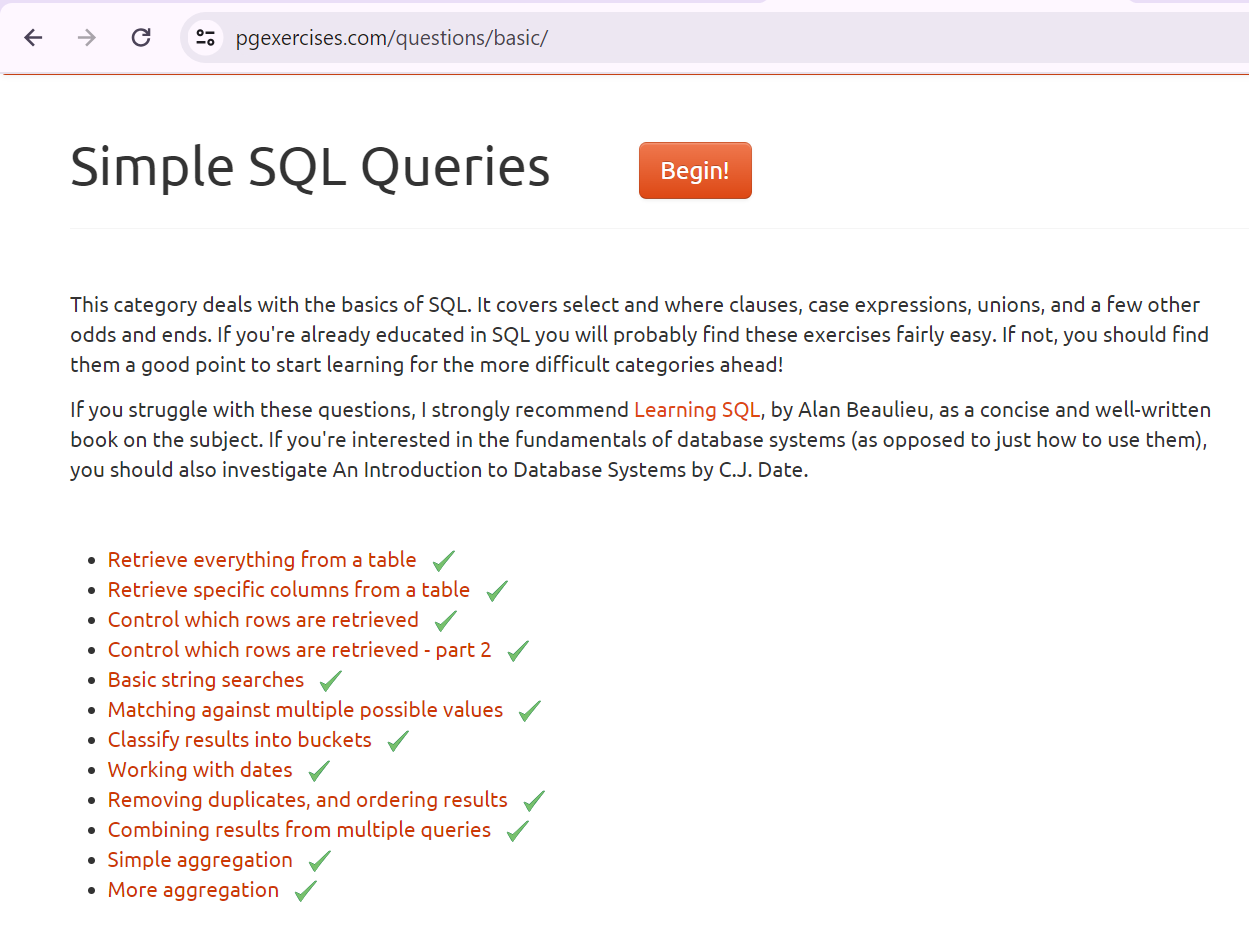 pgexercises.com/questions/basic/
Simple SQL Queries
Begin!
This category deals with the basics of SQL. It covers select and where clauses, case expressions, unions, and a few other
odds and ends. If you're already educated in SQL you will probably find these exercises fairly easy. If not, you should find
them a good point to start learning for the more difficult categories ahead!
If you struggle with these questions, I strongly recommend Learning SQL, by Alan Beaulieu, as a concise and well-written
book on the subject. If you're interested in the fundamentals of database systems (as opposed to just how to use them),
you should also investigate An Introduction to Database Systems by C.J. Date.
Retrieve everything from a table
Retrieve specific columns from a table
Control which rows are retrieved
Control which rows are retrieved - part 2
Basic string searches
Matching against multiple possible values
Classify results into buckets
Working with dates
Removing duplicates, and ordering results
Combining results from multiple queries
Simple aggregation
More aggregation